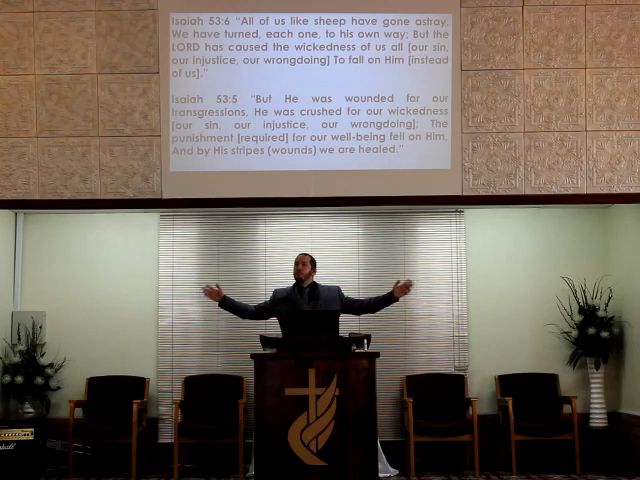 Isaiah 53:6 “All of us like sheep have gone astray,
We have turned, each one, to his own way; But the
LORD has caused the wickedness of us all [our sin,
our injustice, our wrongdoing] To fall on Him [instead
of us].”
Isaiah 53:5 “But He was wounded for our
transgressions, He was crushed for our wickedness
[our sin, our injustice, our wrongdoing]; The
punishment [required] for our well-being fell on Him,
And by His stripes (wounds) we are healed.”
Marshall